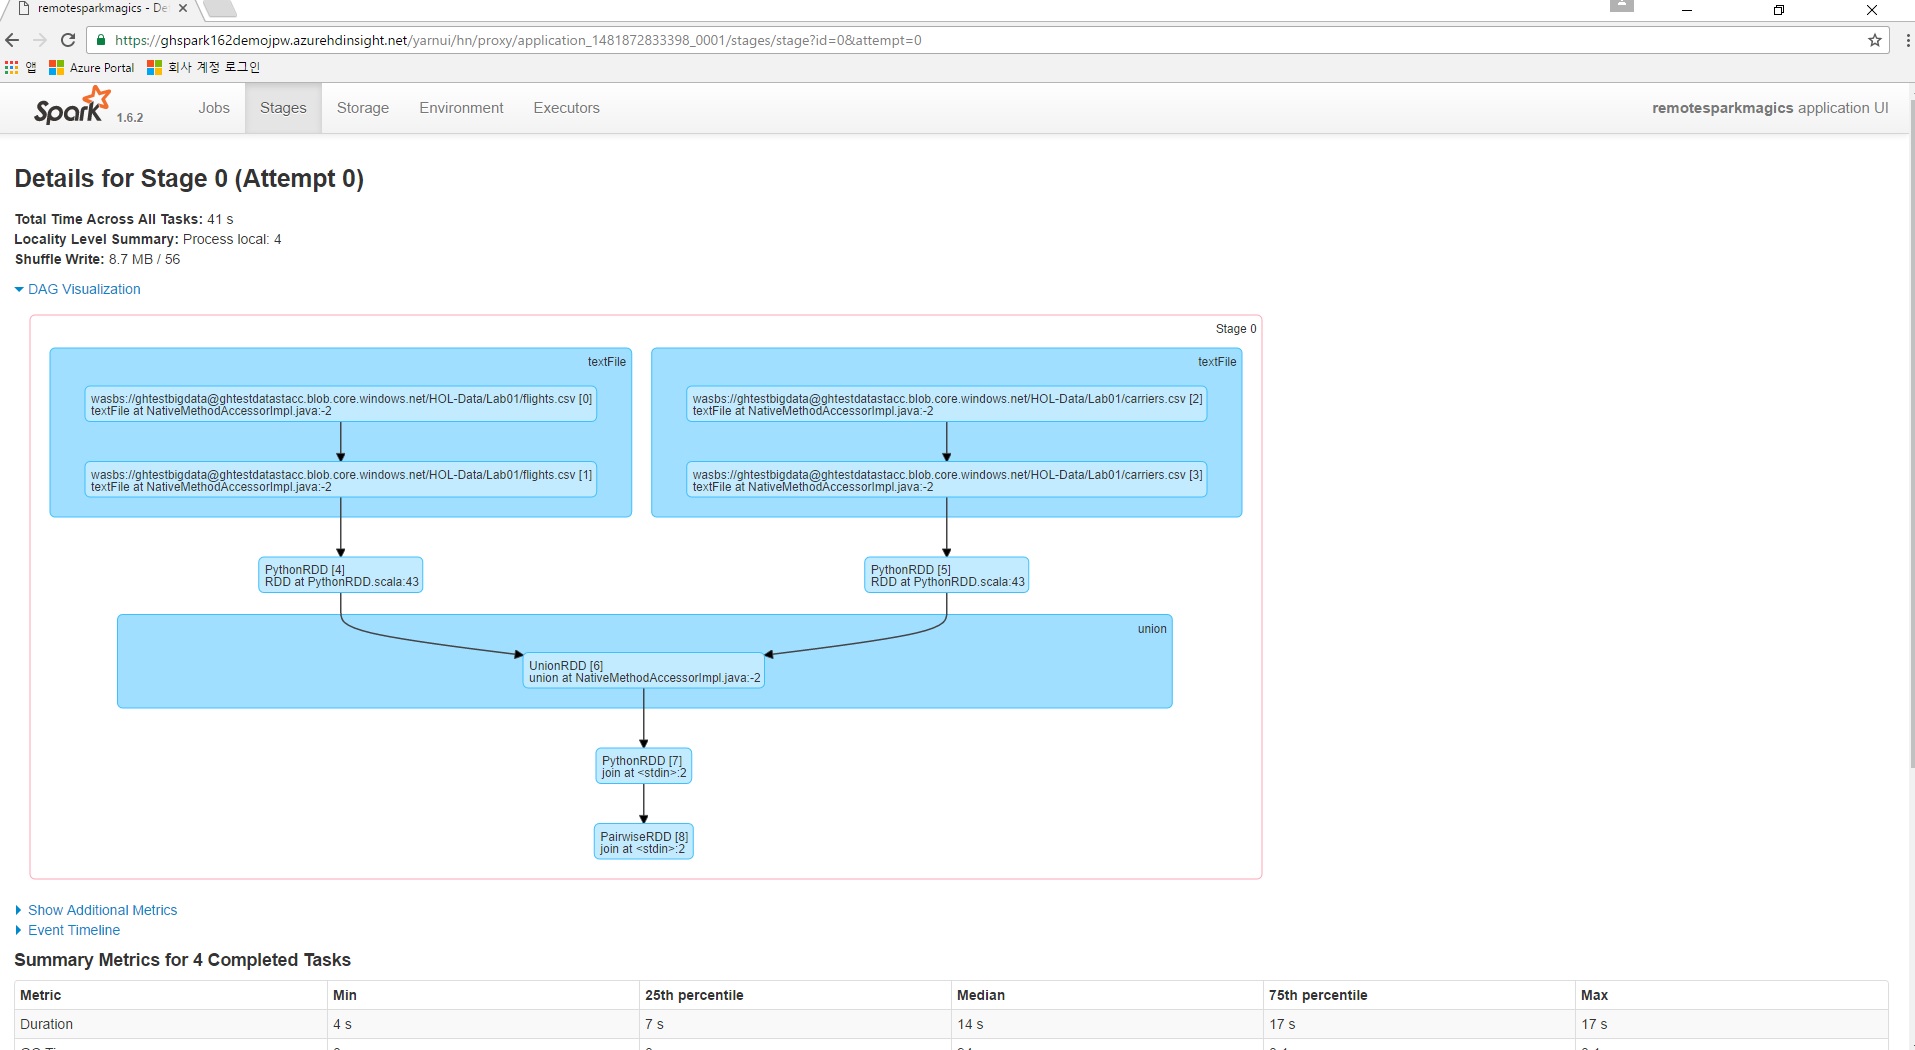 remotesparkmagics - De
https://ghspark162demojpw.azurehdinsight.net/yarnui/hn/proxy/application_1481872833398_0001/stages/stage?id=0&attempt=0
앱 Azure Portal 회사 계정 로그인
Spark 1.6.2 Jobs Stages Storage Environment Executors remotesparkmagics application UI
Details for Stage 0 (Attempt 0)
Total Time Across All Tasks: 41 s
Locality Level Summary: Process local: 4
Shuffle Write: 8.7 MB / 56
DAG Visualization
Stage 0
textFile
wasbs://ghtestbigdata@ghtestdatastacc.blob.core.windows.net/HOL-Data/Lab01/flights.csv [0]
textFile at NativeMethodAccessorImpl.java:-2
wasbs://ghtestbigdata@ghtestdatastacc.blob.core.windows.net/HOL-Data/Lab01/flights.csv [1]
textFile at NativeMethodAccessorImpl.java:-2
textFile
wasbs://ghtestbigdata@ghtestdatastacc.blob.core.windows.net/HOL-Data/Lab01/carriers.csv [2]
textFile at NativeMethodAccessorImpl.java:-2
wasbs://ghtestbigdata@ghtestdatastacc.blob.core.windows.net/HOL-Data/Lab01/carriers.csv [3]
textFile at NativeMethodAccessorImpl.java:-2
PythonRDD [4]
RDD at PythonRDD.scala:43
PythonRDD [5]
RDD at PythonRDD.scala:43
union
UnionRDD [6]
union at NativeMethodAccessorImpl.java:-2
PythonRDD [7]
join at <stdin>:2
PairwiseRDD [8]
join at <stdin>:2
Show Additional Metrics
Event Timeline
Summary Metrics for 4 Completed Tasks
Metric Min 25th percentile Median 75th percentile Max
Duration 4 s 7 s 14 s 17 s 17 s